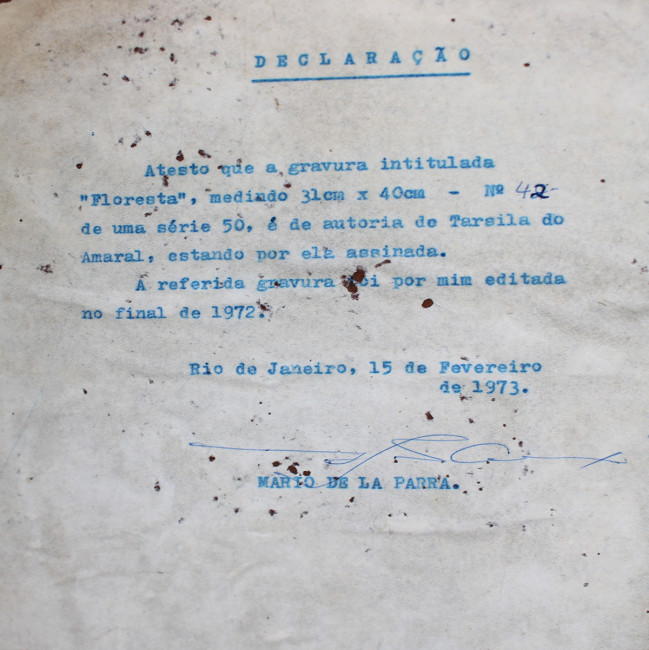 DECLARAÇÃO
Atesto que a gravura intitulada
"Floresta", medindo 31cm x 40cm - Nº 42
de uma série 50, é de autoria de Tarsila do
Amaral, estando por ela assinada.
A referida gravura foi por mim editada
no final de 1972.
Rio de Janeiro, 15 de Fevereiro
de 1973.
MARIO DE LA PARRA.